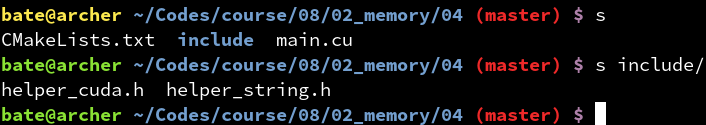 bate@archer ~/Codes/course/08/02_memory/04 (master) $ s
CMakeLists.txt  include  main.cu
bate@archer ~/Codes/course/08/02_memory/04 (master) $ s include/
helper_cuda.h  helper_string.h
bate@archer ~/Codes/course/08/02_memory/04 (master) $